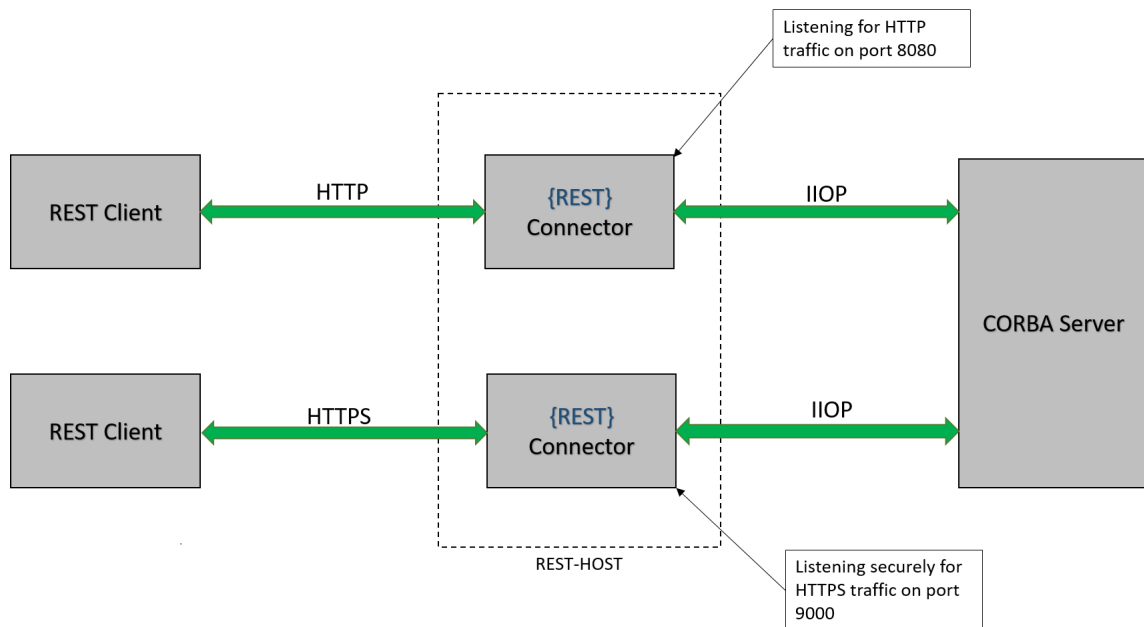 Listening for HTTP
traffic on port 8080
REST Client
HTTP
{REST}
Connector
IIOP
CORBA Server
REST Client
HTTPS
{REST}
Connector
IIOP
REST-HOST
Listening securely for
HTTPS traffic on port
9000